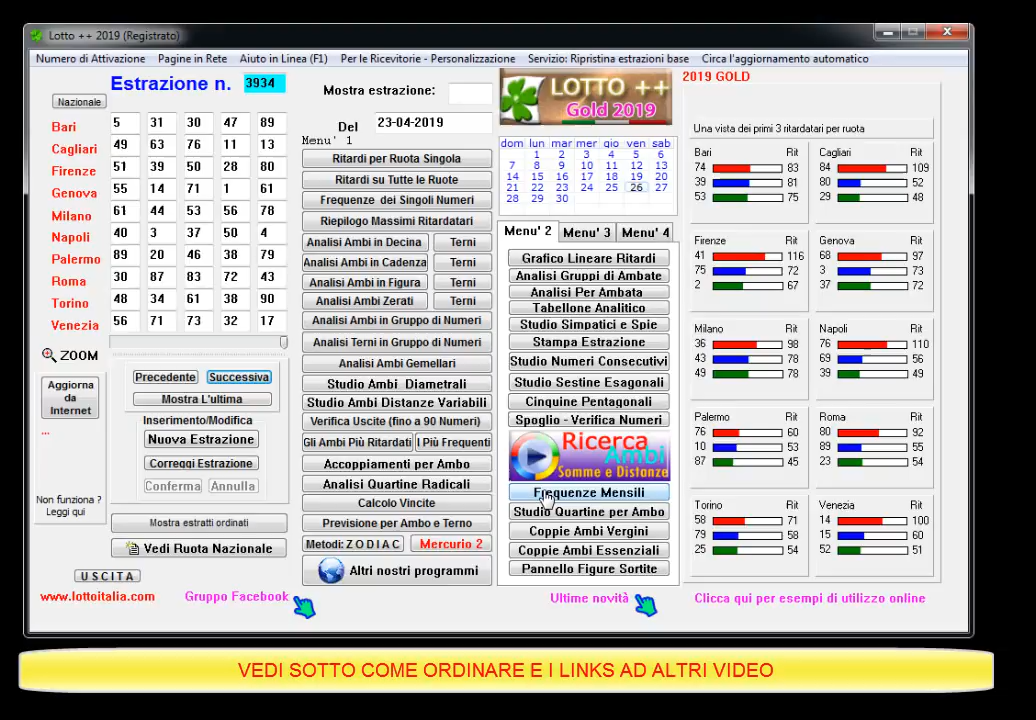 Lotto ++ 2019 (Registrato)
Numero di Attivazione Pagine in Rete Aiuto in Linea (F1) Per le Ricevitorie - Personalizzazione Servizio: Ripristina estrazioni base Circa l'aggiornamento automatico
Estrazione n. 3934
Nazionale
Bari 5 31 30 47 89
Cagliari 49 63 76 11 13
Firenze 51 39 50 28 80
Genova 55 14 71 1 61
Milano 61 44 53 56 78
Napoli 40 3 37 50 4
Palermo 89 20 46 38 79
Roma 30 87 83 72 43
Torino 48 34 61 38 90
Venezia 56 71 73 32 17
ZOOM
Aggiorna
da
Internet
...
Non funziona ?
Leggi qui
Precedente Successiva
Mostra L'ultima
Inserimento/Modifica
Nuova Estrazione
Correggi Estrazione
Conferma Annulla
Mostra estratti ordinati
Vedi Ruota Nazionale
USCITA
www.lottoitalia.com Gruppo Facebook
Mostra estrazione:
Del 23-04-2019
Menu' 1
Ritardi per Ruota Singola
Ritardi su Tutte le Ruote
Frequenze dei Singoli Numeri
Riepilogo Massimi Ritardatari
Analisi Ambi in Decina Terni
Analisi Ambi in Cadenza Terni
Analisi Ambi in Figura Terni
Analisi Ambi Zerati Terni
Analisi Ambi in Gruppo di Numeri
Analisi Terni in Gruppo di Numeri
Analisi Ambi Gemellari
Studio Ambi Diametrali
Studio Ambi Distanze Variabili
Verifica Uscite (fino a 90 Numeri)
Gli Ambi Più Ritardati I Più Frequenti
Accoppiamenti per Ambo
Analisi Quartine Radicali
Calcolo Vincite
Previsione per Ambo e Terno
Metodi: Z O D I A C Mercurio 2
Altri nostri programmi
LOTTO ++
Gold 2019
dom lun mar mer gio ven sab
1 2 3 4 5 6
7 8 9 10 11 12 13
14 15 16 17 18 19 20
21 22 23 24 25 26 27
28 29 30
Menu' 2 Menu' 3 Menu' 4
Grafico Lineare Ritardi
Analisi Gruppi di Ambate
Analisi Per Ambata
Tabellone Analitico
Studio Simpatici e Spie
Stampa Estrazione
Studio Numeri Consecutivi
Studio Sestine Esagonali
Cinquine Pentagonali
Spoglio - Verifica Numeri
Ricerca
Ambi
Somme e Distanze
Frequenze Mensili
Studio Quartine per Ambo
Coppie Ambi Vergini
Coppie Ambi Essenziali
Pannello Figure Sortite
Ultime novità
2019 GOLD
Una vista dei primi 3 ritardatari per ruota
Bari Rit
74 83
39 81
53 75
Cagliari Rit
84 109
80 52
29 48
Firenze Rit
41 116
75 72
2 67
Genova Rit
68 97
3 73
37 72
Milano Rit
36 98
43 78
49 78
Napoli Rit
76 110
69 56
39 49
Palermo Rit
76 60
10 53
87 45
Roma Rit
80 92
89 55
23 54
Torino Rit
58 71
79 58
25 54
Venezia Rit
14 100
15 60
52 51
Clicca qui per esempi di utilizzo online
VEDI SOTTO COME ORDINARE E I LINKS AD ALTRI VIDEO